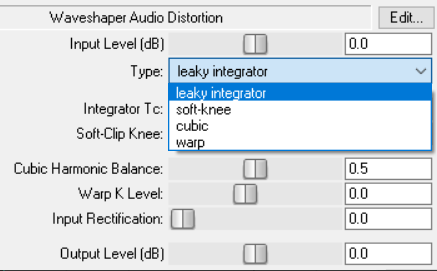 Waveshaper Audio Distortion Edit...
Input Level (dB) 0.0
Type: leaky integrator
leaky integrator
Integrator Tc: soft-knee
cubic
Soft-Clip Knee: warp
Cubic Harmonic Balance: 0.5
Warp K Level: 0.0
Input Rectification: 0.0
Output Level (dB) 0.0